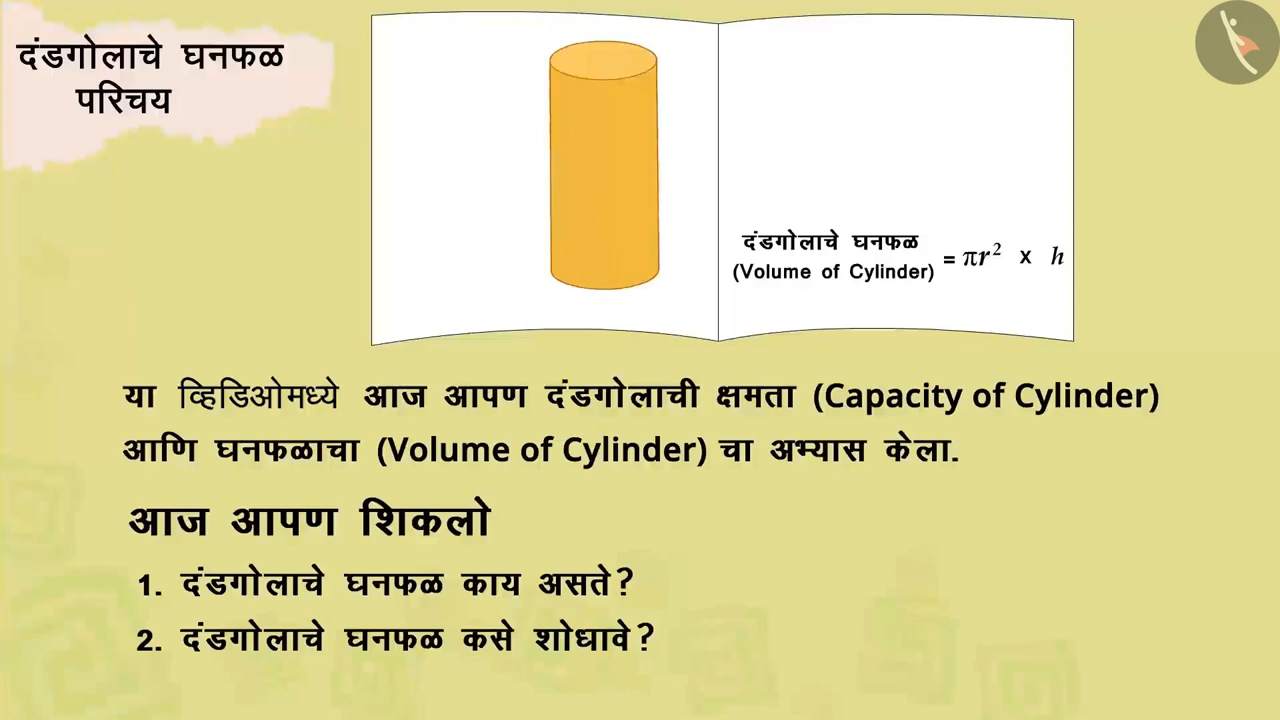 दंडगोलाचे घनफळ
परिचय
दंडगोलाचे घनफळ
(Volume of Cylinder) = πr² x h
या व्हिडिओमध्ये आज आपण दंडगोलाची क्षमता (Capacity of Cylinder)
आणि घनफळाचा (Volume of Cylinder) चा अभ्यास केला.
आज आपण शिकलो
1. दंडगोलाचे घनफळ काय असते?
2. दंडगोलाचे घनफळ कसे शोधावे?